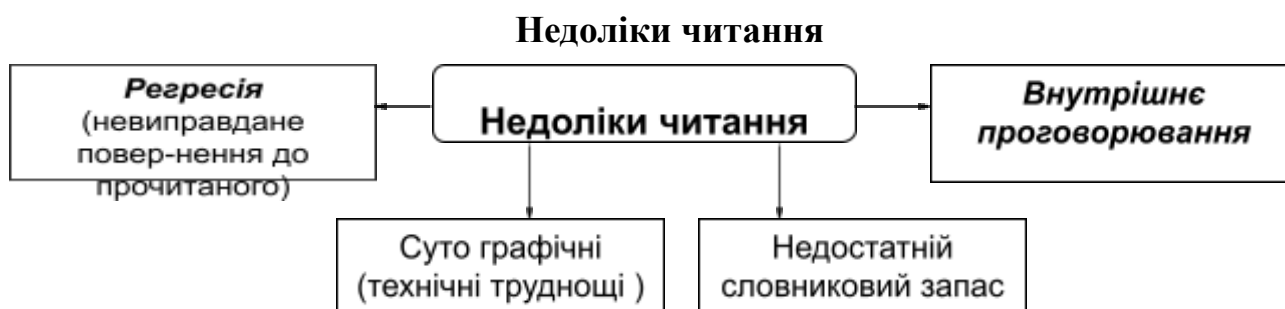 Недоліки читання
Регресія
(невиправдане
повер-нення до
прочитаного)
Недоліки читання
Внутрішнє
проговорювання
Суто графічні
(технічні труднощі )
Недостатній
словниковий запас